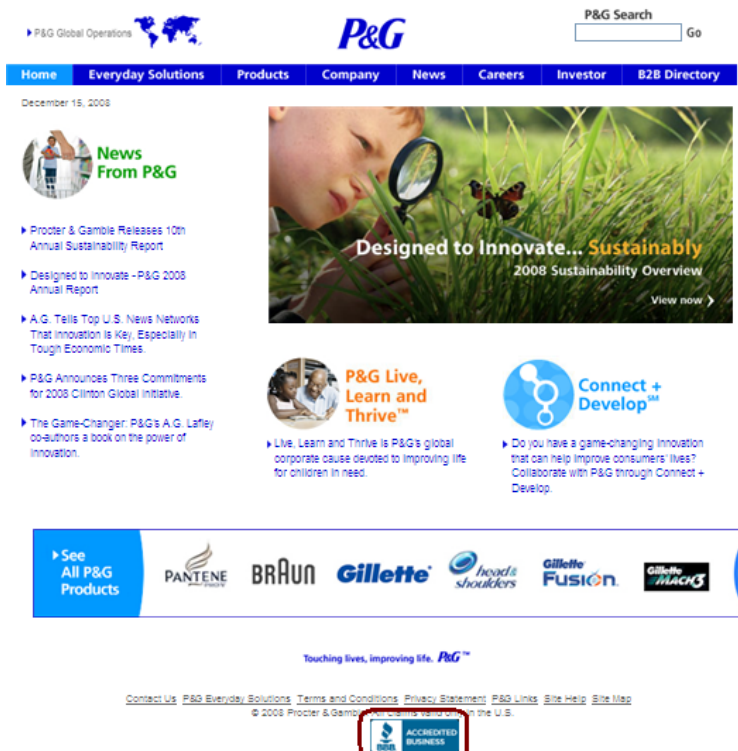 P&G Global Operations
P&G
P&G Search
Go
Home Everyday Solutions Products Company News Careers Investor B2B Directory
December 15, 2008
News
From P&G
Procter & Gamble Releases 10th
Annual Sustainability Report
Designed to Innovate - P&G 2008
Annual Report
A.G. Tells Top U.S. News Networks
That Innovation is Key, Especially in
Tough Economic Times.
P&G Announces Three Commitments
for 2008 Clinton Global Initiative.
The Game-Changer: P&G's A.G. Lafley
co-authors a book on the power of
innovation.
Designed to Innovate... Sustainably
2008 Sustainability Overview
View now
P&G Live,
Learn and
Thrive™
Live, Learn and Thrive is P&G's global
corporate cause devoted to improving life
for children in need.
Connect +
Develop℠
Do you have a game-changing innovation
that can help improve consumers' lives?
Collaborate with P&G through Connect +
Develop.
See
All P&G
Products
PANTENE
BRAUN
Gillette
head & shoulders
Gillette
FUSION
Gillette
MACH3
Touching lives, improving life. P&G™
Contact Us P&G Everyday Solutions Terms and Conditions Privacy Statement P&G Links Site Help Site Map
© 2008 Procter & Gamble. All claims valid only in the U.S.
BBB
ACCREDITED
BUSINESS